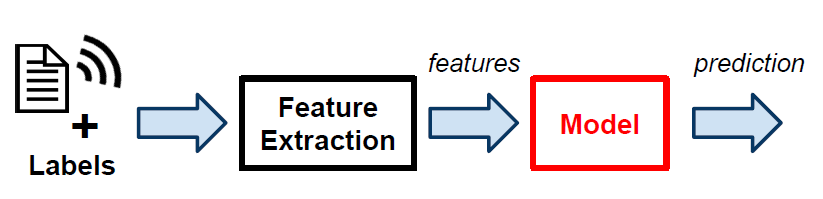 features
prediction
Feature
Extraction
Model
+
Labels